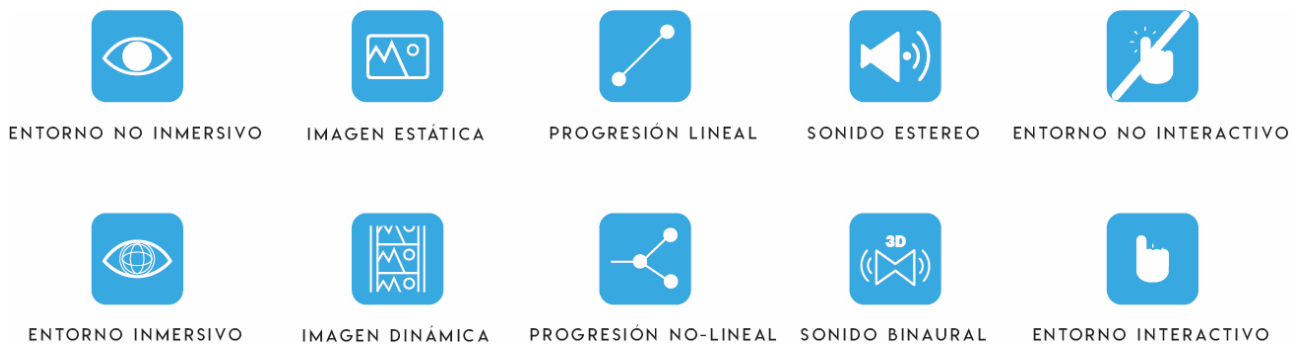 ENTORNO NO INMERSIVO
IMAGEN ESTÁTICA
PROGRESIÓN LINEAL
SONIDO ESTEREO
ENTORNO NO INTERACTIVO
3D
ENTORNO INMERSIVO
IMAGEN DINÁMICA
PROGRESIÓN NO-LINEAL
SONIDO BINAURAL
ENTORNO INTERACTIVO